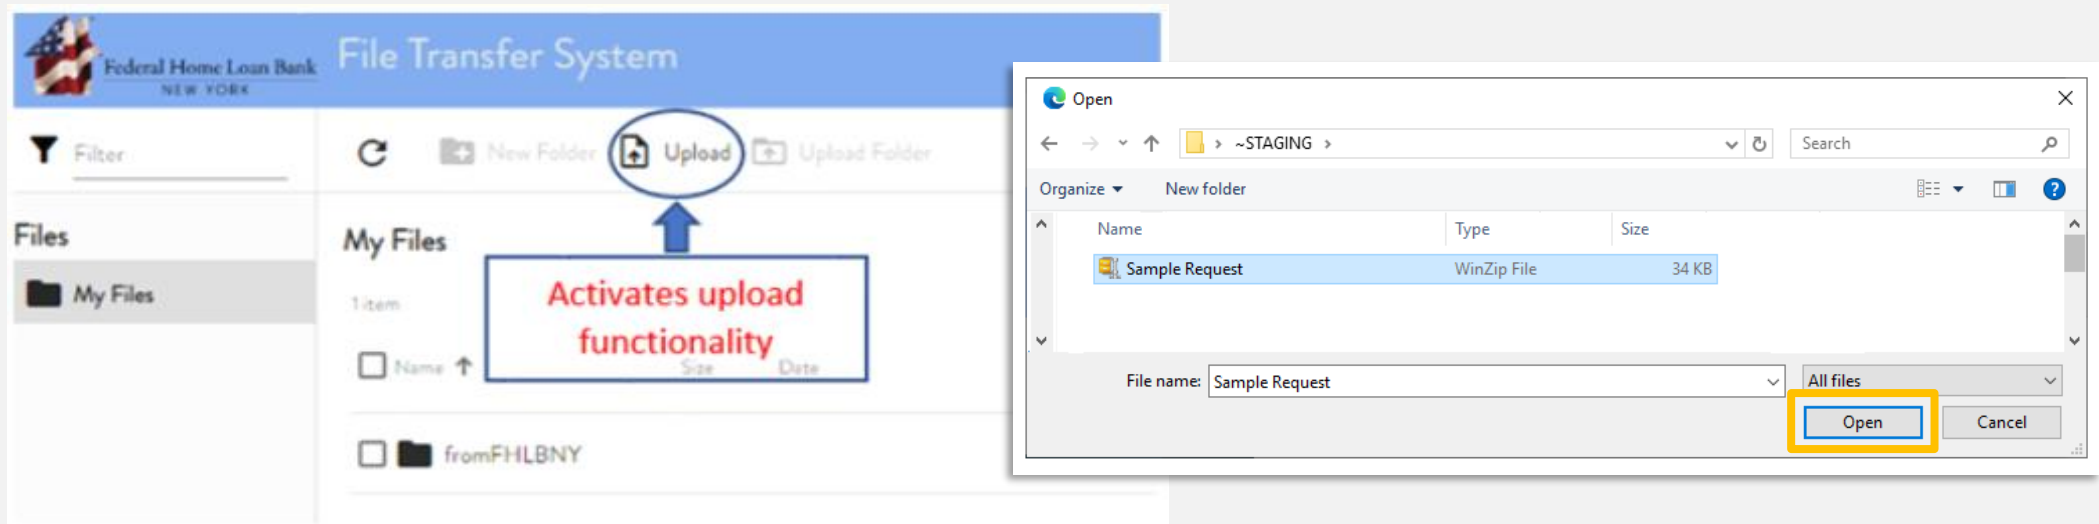 Federal Home Loan Bank
NEW YORK
File Transfer System
Filter
New Folder
Upload
Upload Folder
Files
My Files
My Files
1 item
Activates upload
functionality
Name
Size
Date
fromFHLBNY
Open
~STAGING
Search
Organize
New folder
Name
Type
Size
Sample Request
WinZip File
34 KB
File name:
Sample Request
All files
Open
Cancel